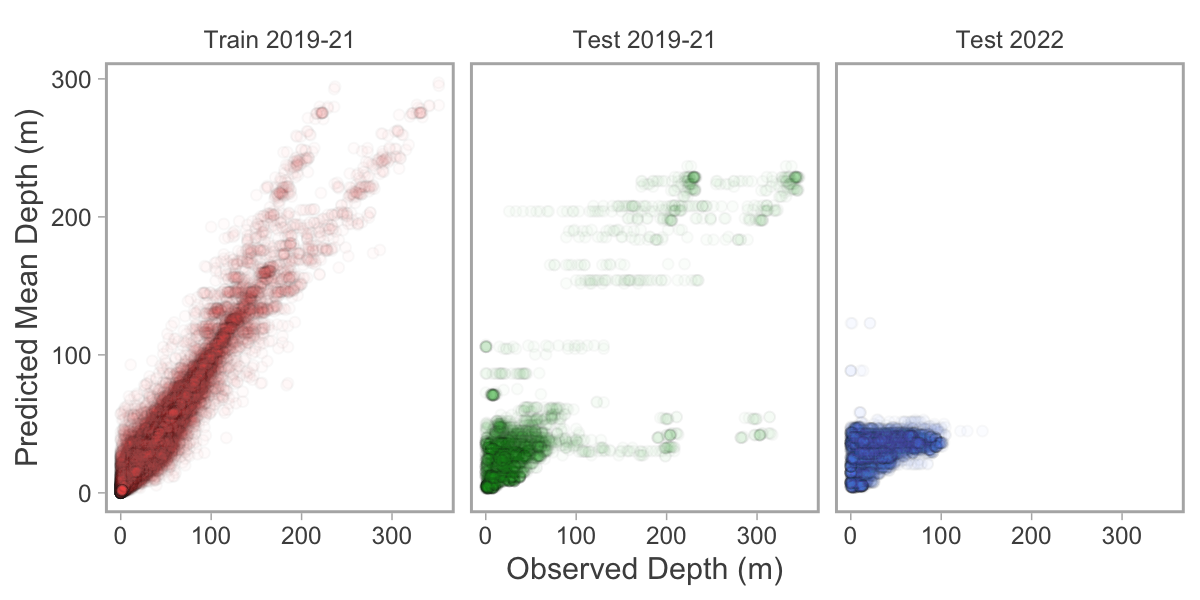 Train 2019-21
Test 2019-21
Test 2022
Predicted Mean Depth (m)
300
200
100
0
0 100 200 300
0 100 200 300
0 100 200 300
Observed Depth (m)